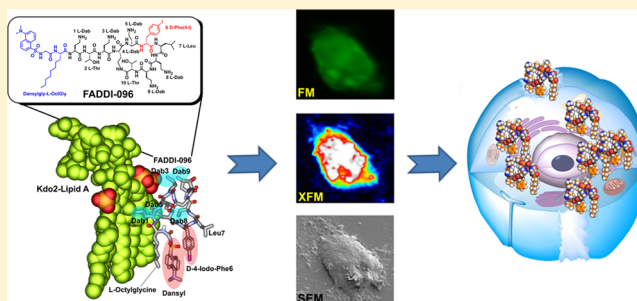 1 L-Dab
3 L-Dab
5 L-Dab
6 D-Phe(4-I)
7 L-Leu
4 L-Dab
2 L-Thr
10 L-Thr
8 L-Dab
9 L-Dab
Dansylgly-L-OctGly
FADDI-096
FADDI-096
Kdo2-Lipid A
Dab3
Dab9
Dab5
Dab1
Dab8
Leu7
L-Octylglycine
D-4-Iodo-Phe6
Dansyl
FM
XFM
SEM